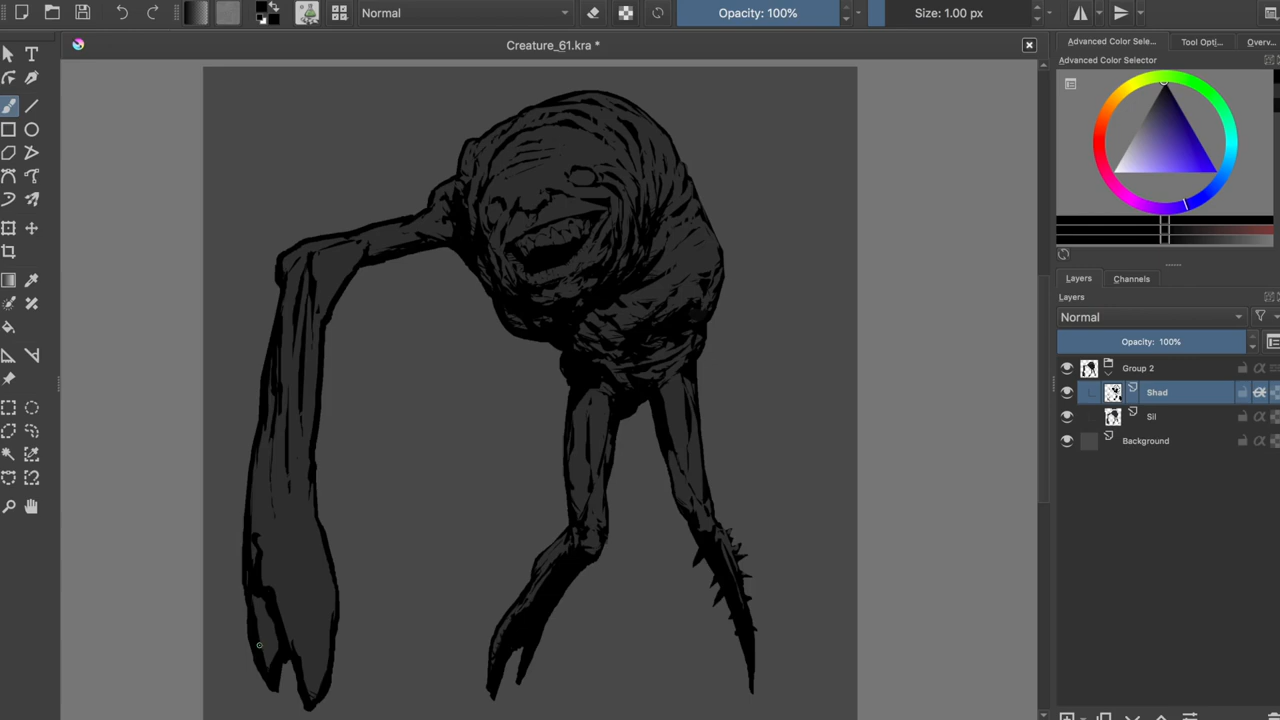 Normal
Opacity: 100%
Size: 1.00 px
Creature_61.kra *
Advanced Color Sele...
Tool Opti...
Overv...
Advanced Color Selector
Layers
Channels
Layers
Normal
Opacity: 100%
Group 2
Shad
Sil
Background